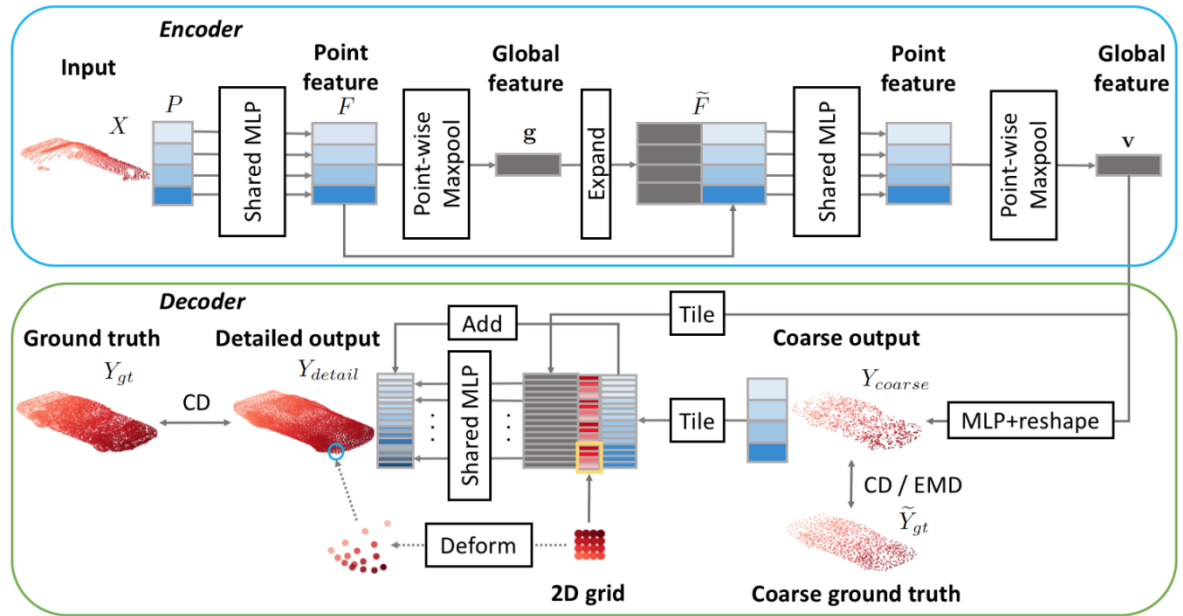 Encoder
Input
Point feature
Global feature
Point feature
Global feature
X
P
Shared MLP
F
Point-wise Maxpool
g
Expand
F̃
Shared MLP
Point-wise Maxpool
v
Decoder
Ground truth
Detailed output
Add
Tile
Coarse output
Y_gt
Y_detail
Y_coarse
CD
Shared MLP
Tile
MLP+reshape
CD / EMD
Ỹ_gt
Deform
2D grid
Coarse ground truth